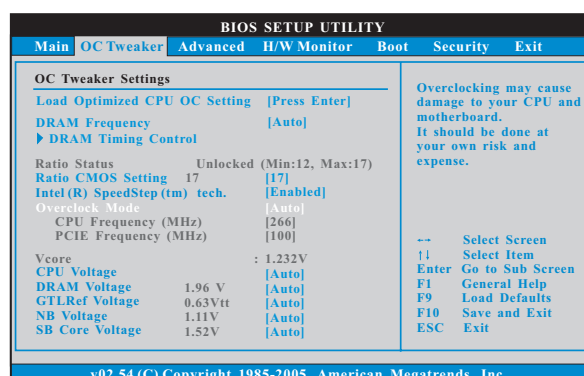 BIOS SETUP UTILITY
Main OC Tweaker Advanced H/W Monitor Boot Security Exit
OC Tweaker Settings
Load Optimized CPU OC Setting [Press Enter]
DRAM Frequency [Auto]
DRAM Timing Control
Ratio Status Unlocked (Min:12, Max:17)
Ratio CMOS Setting 17 [17]
Intel (R) SpeedStep (tm) tech. [Enabled]
Overclock Mode [Auto]
CPU Frequency (MHz) [266]
PCIE Frequency (MHz) [100]
Vcore : 1.232V
CPU Voltage [Auto]
DRAM Voltage 1.96 V [Auto]
GTLRef Voltage 0.63Vtt [Auto]
NB Voltage 1.11V [Auto]
SB Core Voltage 1.52V [Auto]
Overclocking may cause
damage to your CPU and
motherboard.
It should be done at
your own risk and
expense.
←→ Select Screen
↑↓ Select Item
Enter Go to Sub Screen
F1 General Help
F9 Load Defaults
F10 Save and Exit
ESC Exit
v02.54 (C) Copyright 1985-2005, American Megatrends, Inc.